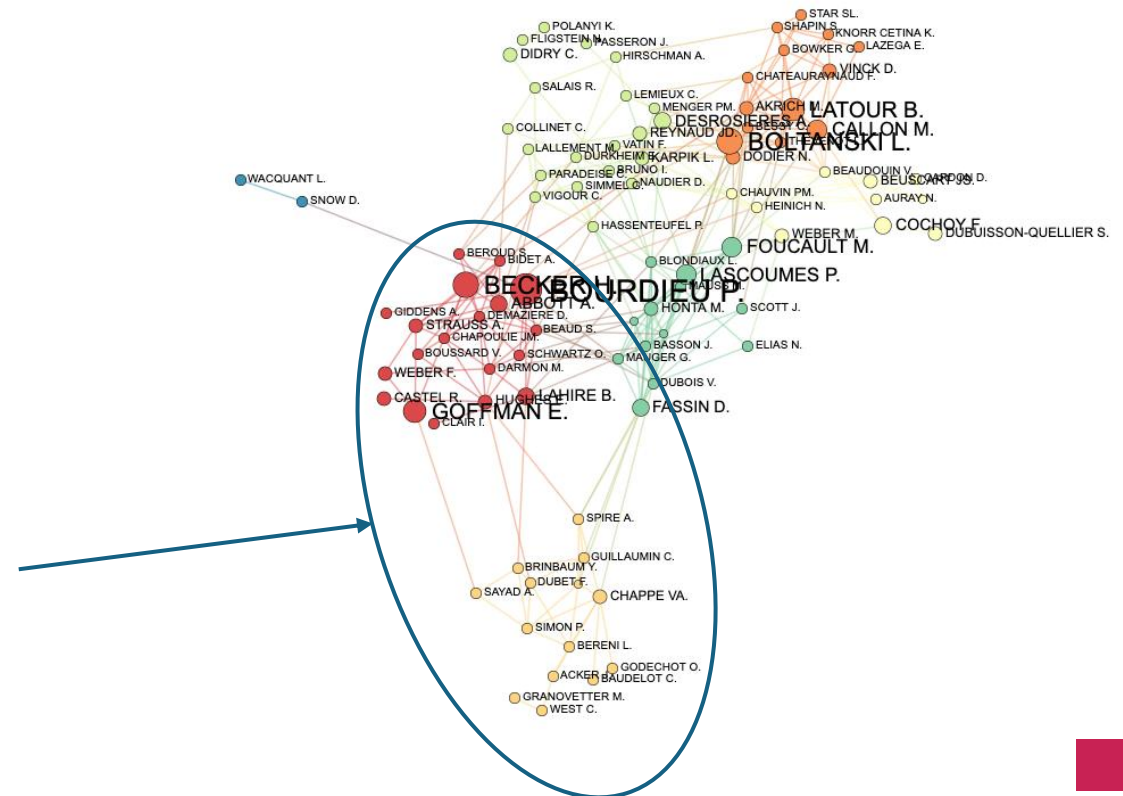 STAR SL.
POLANYI K.
SHAPIN S.
KNORR CETINA K.
FLIGSTEIN N.
PASSERON J.
LAZEGA E.
BOWKER G.
DIDRY C.
HIRSCHMAN A.
VINCK D.
CHATEAURAYNAUD F.
SALAIS R.
LEMIEUX C.
MENGER PM.
AKRICH M.
LATOUR B.
DESROSIERES A.
COLLINET C.
BESSY C.
CALLON M.
REYNAUD JD.
BOLTANSKI L.
LALLEMENT M.
VATIN F.
DURKHEIM E.
KARPIK L.
DODIER N.
BRUNO I.
BEAUDOUIN V.
PARADEISE C.
WACQUANT L.
SIMMEL G.
NAUDIER D.
BEUSCART JS.
CARDON D.
SNOW D.
VIGOUR C.
CHAUVIN PM.
AURAY N.
HEINICH N.
HASSENTEUFEL P.
COCHOY F.
WEBER M.
DUBUISSON-QUELLIER S.
FOUCAULT M.
BEROUD S.
BIDET A.
BLONDIAUX L.
LASCOUMES P.
BECKER H.
BOURDIEU P.
MAUSS M.
ABBOTT A.
HONTA M.
SCOTT J.
GIDDENS A.
DEMAZIERE D.
STRAUSS A.
BEAUD S.
CHAPOULIE JM.
BASSON J.
ELIAS N.
BOUSSARD V.
SCHWARTZ O.
MAUGER G.
DARMON M.
WEBER F.
DUBOIS V.
CASTEL R.
HUGHES E.
LAHIRE B.
GOFFMAN E.
FASSIN D.
CLAIR I.
SPIRE A.
GUILLAUMIN C.
BRINBAUM Y.
DUBET F.
SAYAD A.
CHAPPE VA.
SIMON P.
BERENI L.
GODECHOT O.
ACKER
BAUDELOT C.
GRANOVETTER M.
WEST C.